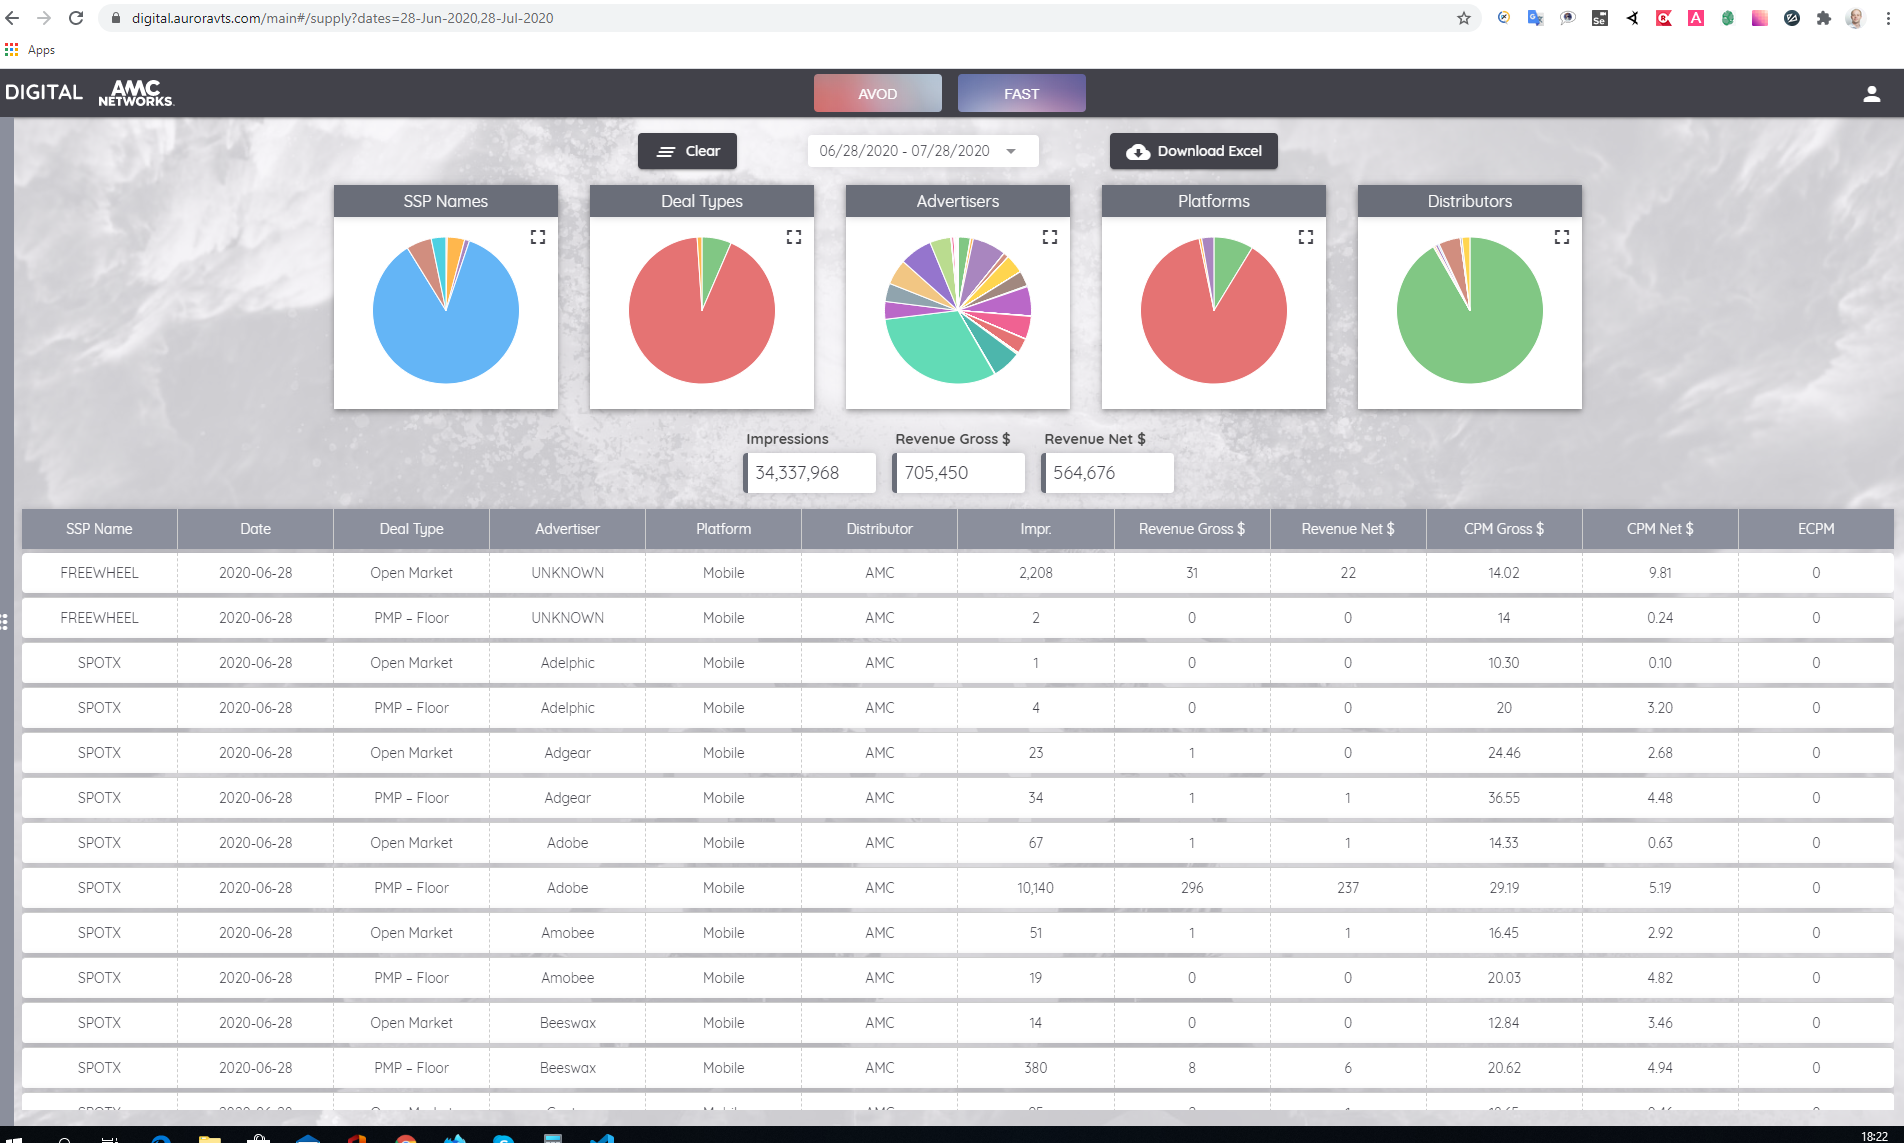 digital.auroravts.com/main#/supply?dates=28-Jun-2020,28-Jul-2020
Apps
DIGITAL AMC NETWORKS. AVOD FAST
Clear 06/28/2020 - 07/28/2020 Download Excel
SSP Names Deal Types Advertisers Platforms Distributors
Impressions Revenue Gross $ Revenue Net $
34,337,968 705,450 564,676
SSP Name Date Deal Type Advertiser Platform Distributor Impr. Revenue Gross $ Revenue Net $ CPM Gross $ CPM Net $ ECPM
FREEWHEEL 2020-06-28 Open Market UNKNOWN Mobile AMC 2,208 31 22 14.02 9.81 0
FREEWHEEL 2020-06-28 PMP – Floor UNKNOWN Mobile AMC 2 0 0 14 0.24 0
SPOTX 2020-06-28 Open Market Adelphic Mobile AMC 1 0 0 10.30 0.10 0
SPOTX 2020-06-28 PMP – Floor Adelphic Mobile AMC 4 0 0 20 3.20 0
SPOTX 2020-06-28 Open Market Adgear Mobile AMC 23 1 0 24.46 2.68 0
SPOTX 2020-06-28 PMP – Floor Adgear Mobile AMC 34 1 1 36.55 4.48 0
SPOTX 2020-06-28 Open Market Adobe Mobile AMC 67 1 1 14.33 0.63 0
SPOTX 2020-06-28 PMP – Floor Adobe Mobile AMC 10,140 296 237 29.19 5.19 0
SPOTX 2020-06-28 Open Market Amobee Mobile AMC 51 1 1 16.45 2.92 0
SPOTX 2020-06-28 PMP – Floor Amobee Mobile AMC 19 0 0 20.03 4.82 0
SPOTX 2020-06-28 Open Market Beeswax Mobile AMC 14 0 0 12.84 3.46 0
SPOTX 2020-06-28 PMP – Floor Beeswax Mobile AMC 380 8 6 20.62 4.94 0
18:22